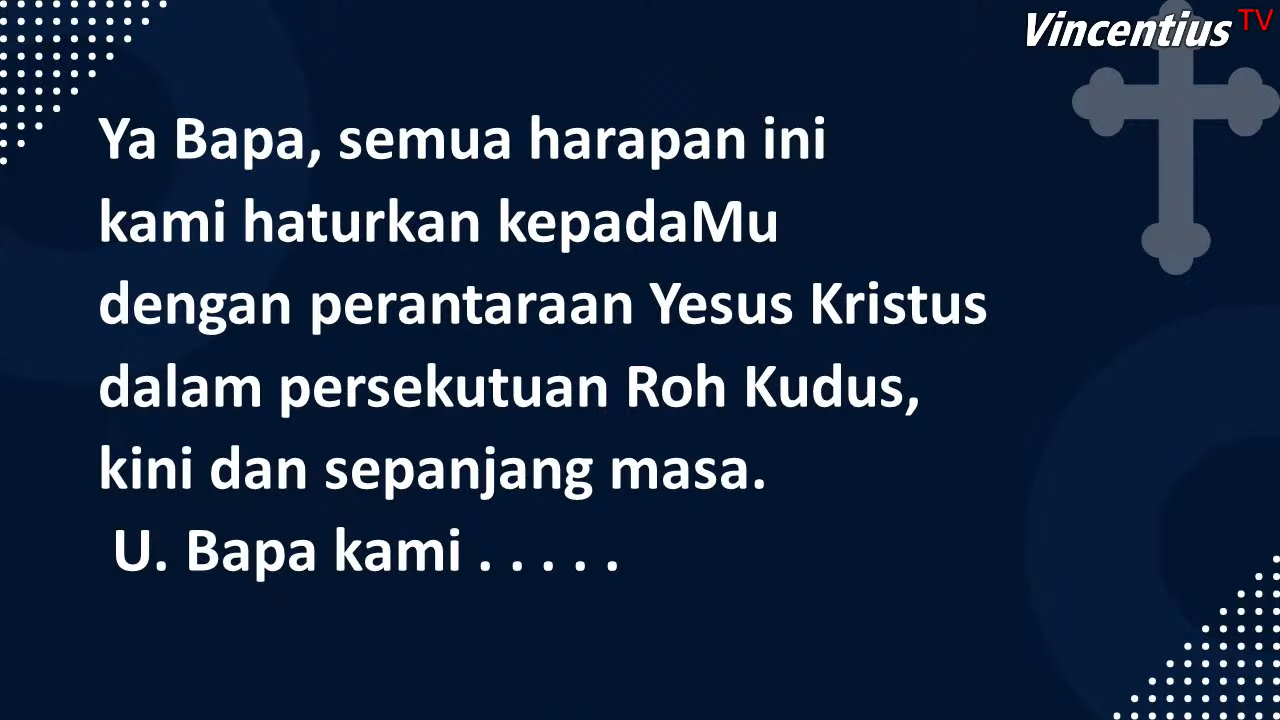 Vincentius TV
Ya Bapa, semua harapan ini
kami haturkan kepadaMu
dengan perantaraan Yesus Kristus
dalam persekutuan Roh Kudus,
kini dan sepanjang masa.
U. Bapa kami . . . . .